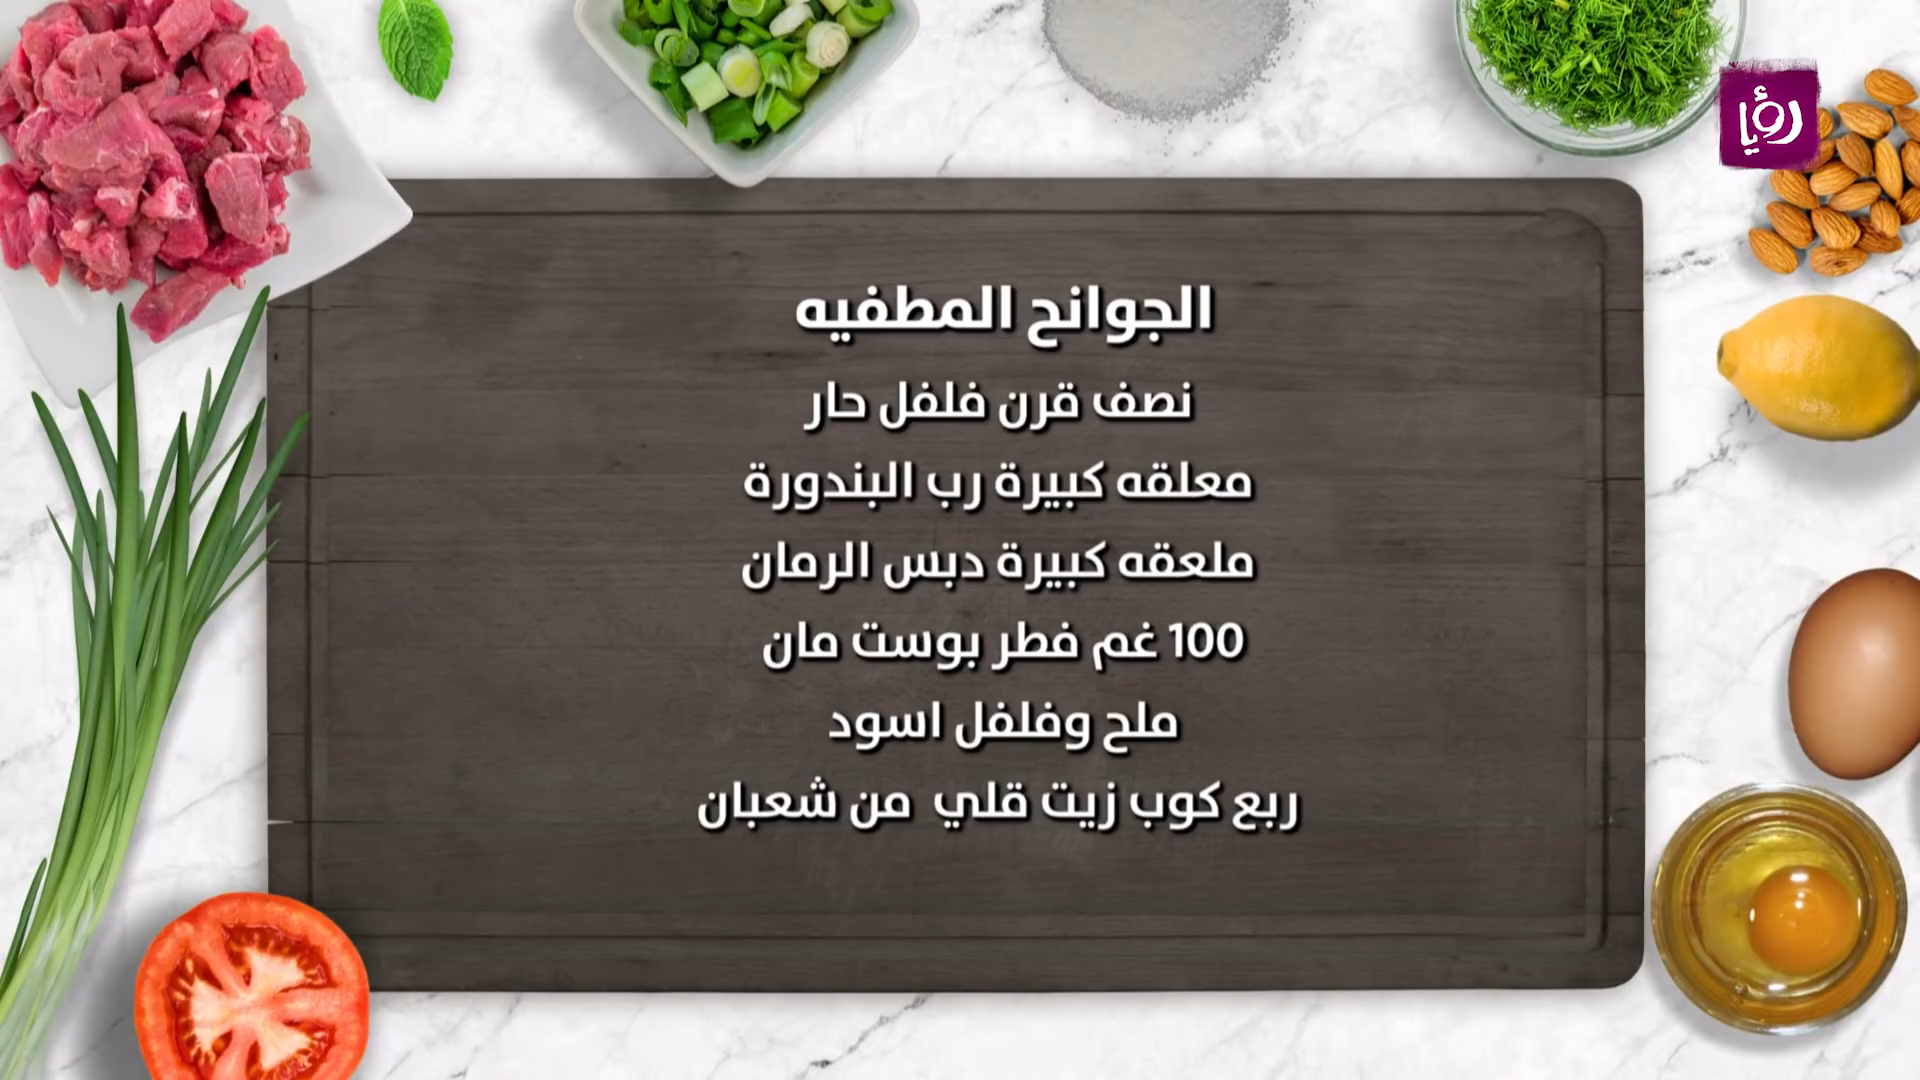 رؤيا
الجوانح المطفيه
نصف قرن فلفل حار
معلقه كبيرة رب البندورة
ملعقه كبيرة دبس الرمان
100 غم فطر بوست مان
ملح وفلفل اسود
ربع كوب زيت قلي من شعبان